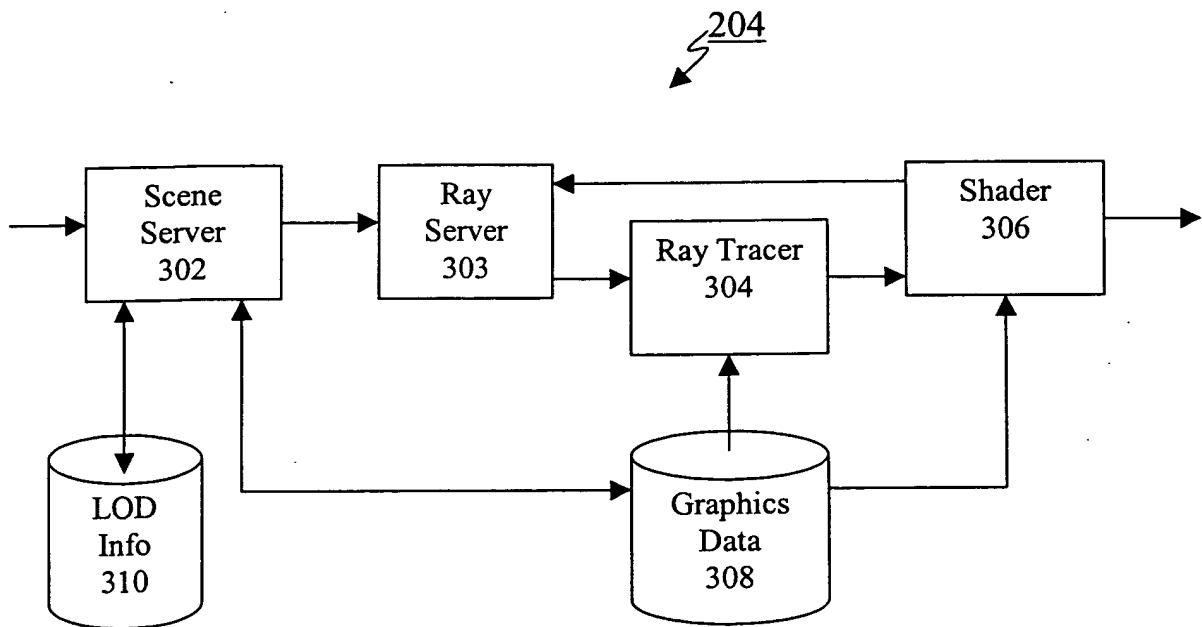 204
Scene
Server
302
Ray
Server
303
Ray Tracer
304
Shader
306
LOD
Info
310
Graphics
Data
308